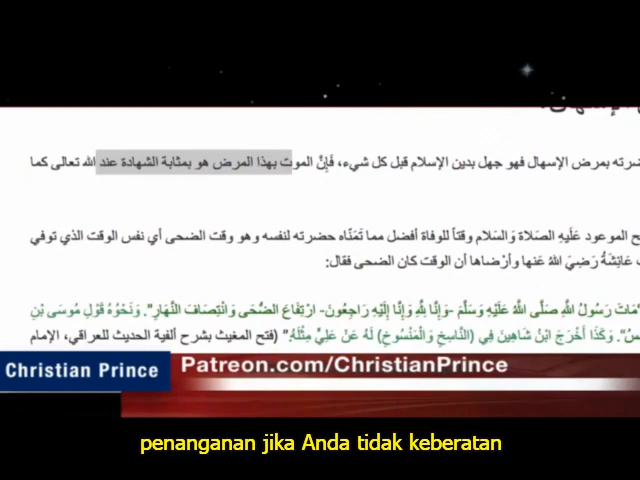 ضرته بمرض الإسهال فهو جهل بدين الإسلام قبل كل شيء، فَإِنَّ الموت بهذا المرض هو بمثابة الشهادة عند الله تعالى كما
ح الموعود عَلَيهِ الصَلاة وَالسَلام وقتاً للوفاة أفضل مما تَمَنّاه حضرته لنفسه وهو وقت الضحى أي نفس الوقت الذي توفي
عَائِشَةُ رَضِيَ اللهُ عَنها وأرْضاها أن الوقت كان الضحى فقال:
"مَاتَ رَسُولُ اللهِ صَلَّى اللهُ عَلَيْهِ وَسَلَّمَ -وَإِنَّا لِلَّهِ وَإِنَّا إِلَيْهِ رَاجِعُونَ- ارْتِفَاعَ الضُّحَى وَانْتِصَافَ النَّهَارِ". وَنَحْوُهُ قَوْلُ مُوسَى بْنِ
وَكَذَا أَخْرَجَ ابْنُ شَاهِينَ فِي (النَّاسِخِ وَالْمَنْسُوخِ) لَهُ عَنْ عَلِيٍّ مِثْلَهُ." (فتح المغيث بشرح ألفية الحديث للعراقي، الإمام
Christian Prince
Patreon.com/ChristianPrince
penanganan jika Anda tidak keberatan